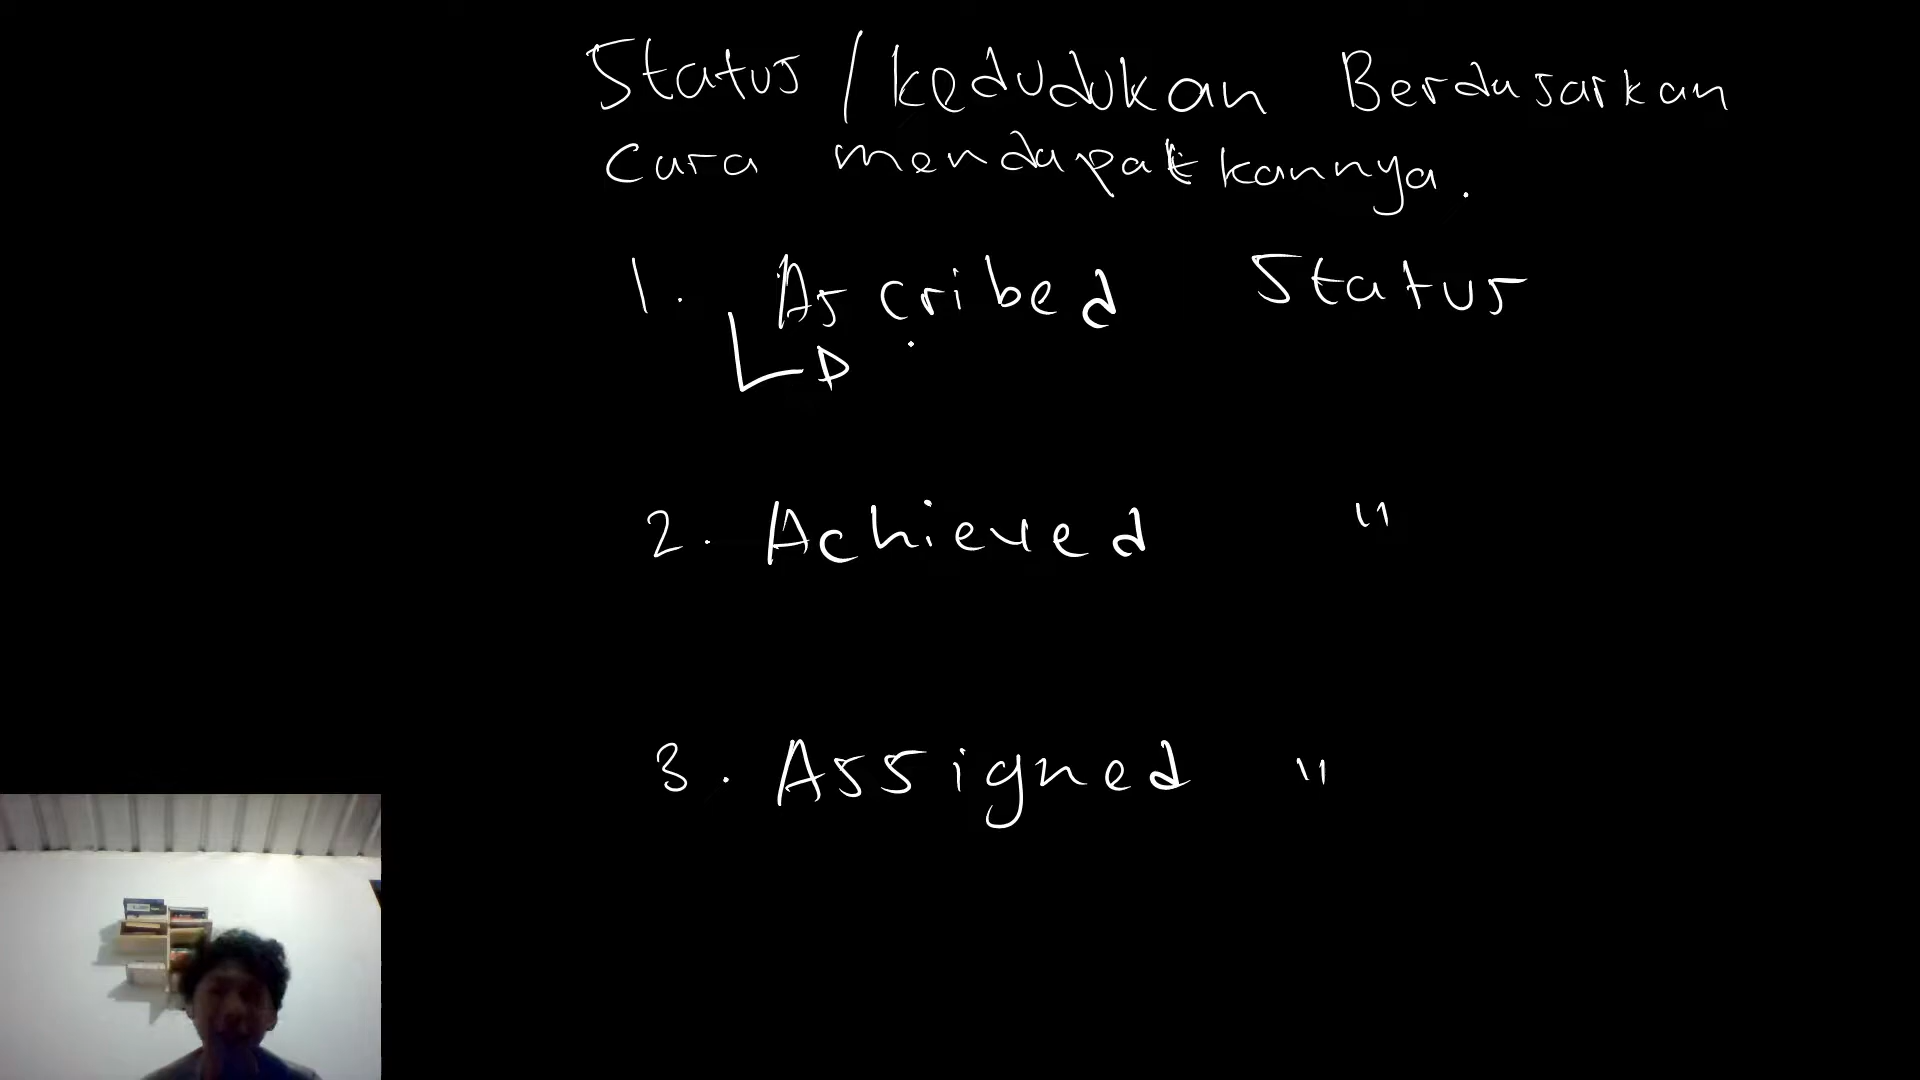 Status / kedudukan Berdasarkan
cara mendapatkannya.
1. Ascribed Status
2. Achieved "
3. Assigned "